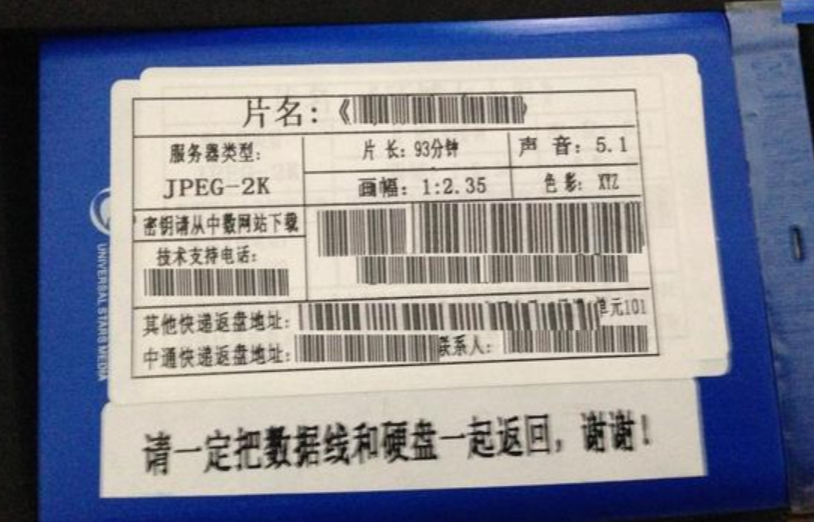 片名：《
服务器类型：
JPEG-2K
片 长：93分钟
声 音：5.1
画幅：1:2.35
色 彩：XYZ
密钥请从中数网站下载
技术支持电话：
其他快递返盘地址： 单元101
中通快递返盘地址： 联系人：
请一定把数据线和硬盘一起返回，谢谢！
UNIVERSAL STARS MEDIA